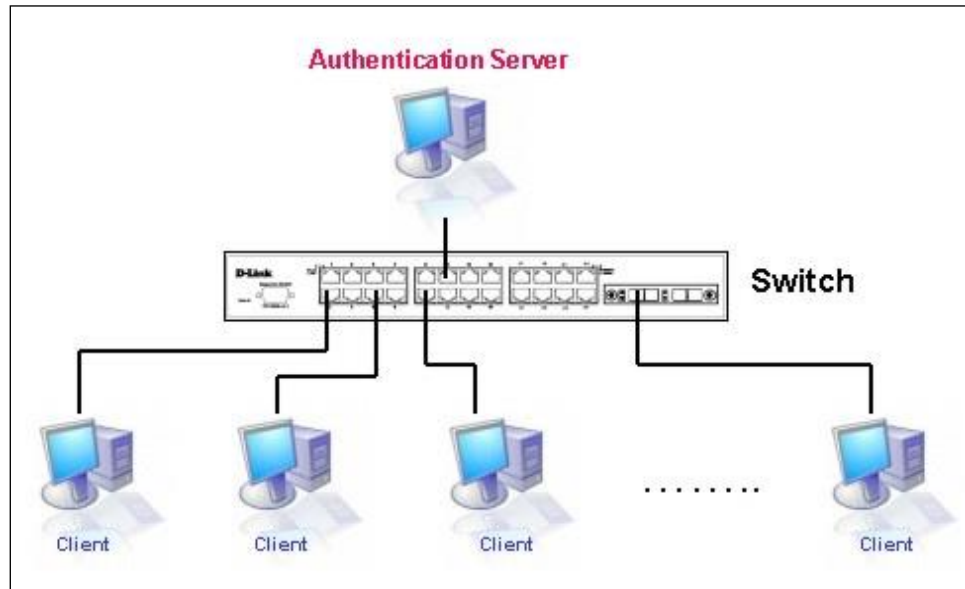 Authentication Server
D-Link
Switch
Client
Client
Client
. . . . . . . .
Client